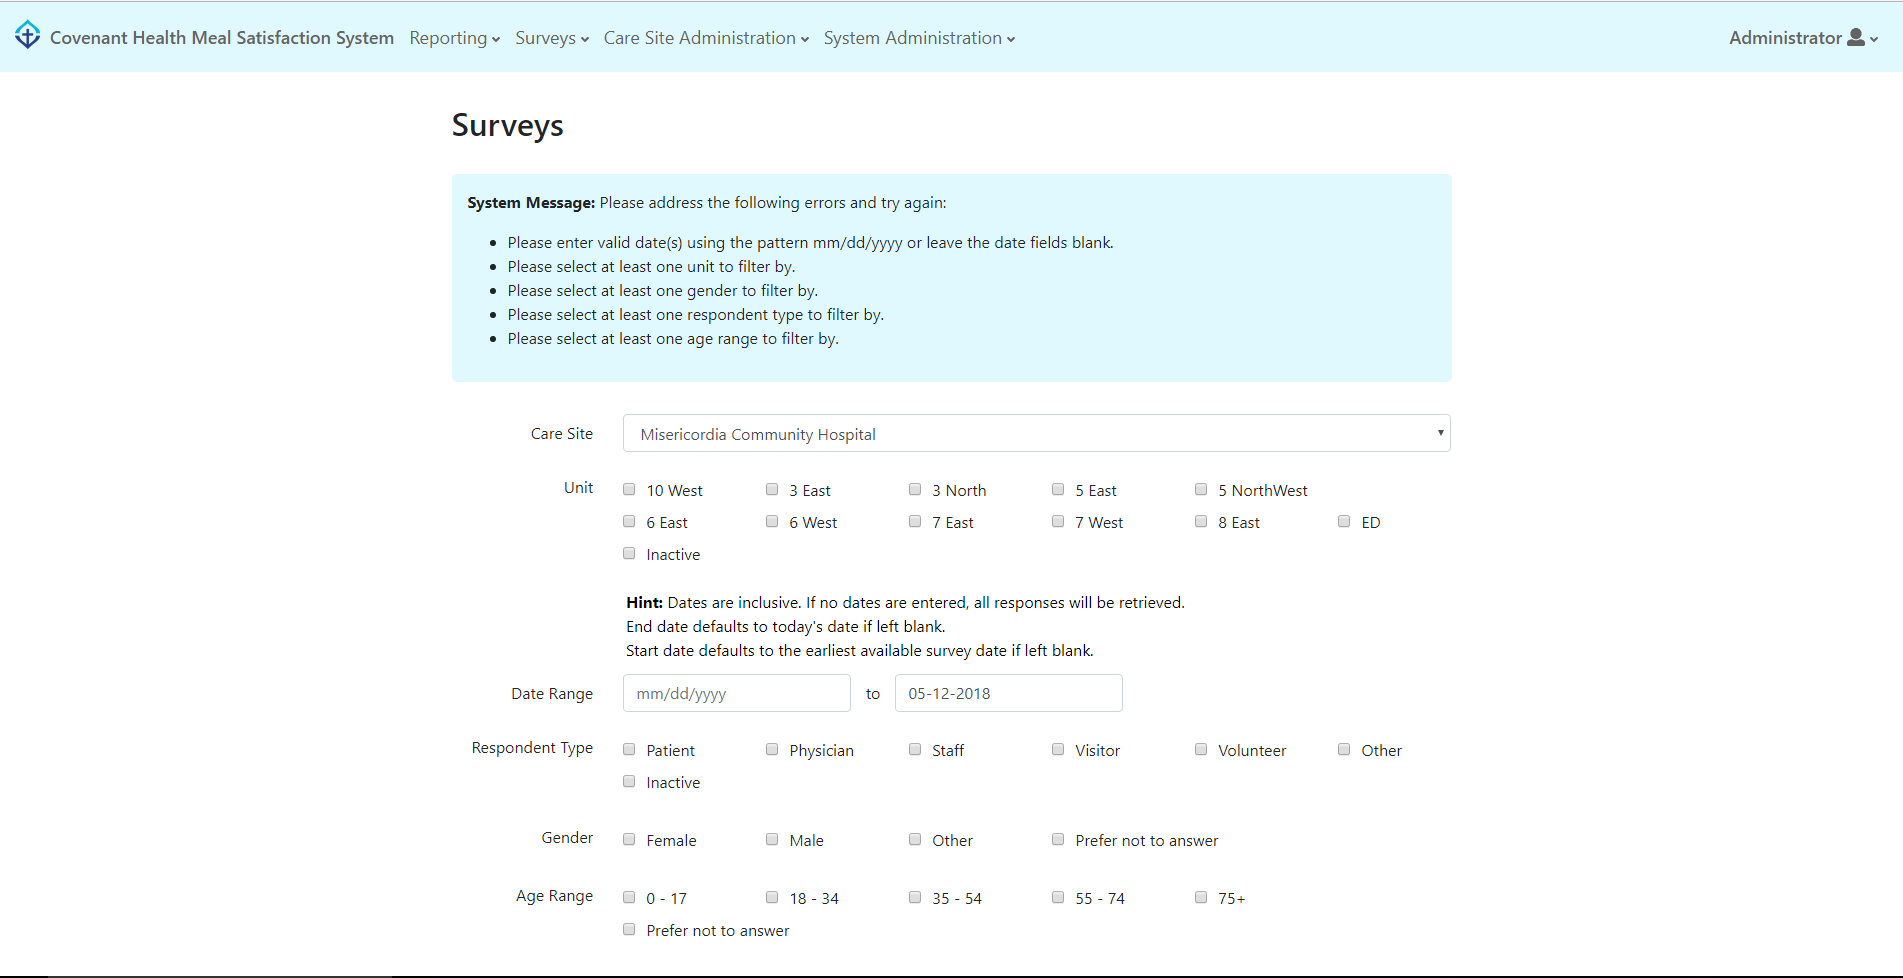 Covenant Health Meal Satisfaction System Reporting Surveys Care Site Administration System Administration Administrator
Surveys
System Message: Please address the following errors and try again:
Please enter valid date(s) using the pattern mm/dd/yyyy or leave the date fields blank.
Please select at least one unit to filter by.
Please select at least one gender to filter by.
Please select at least one respondent type to filter by.
Please select at least one age range to filter by.
Care Site Misericordia Community Hospital
Unit 10 West 3 East 3 North 5 East 5 NorthWest
6 East 6 West 7 East 7 West 8 East ED
Inactive
Hint: Dates are inclusive. If no dates are entered, all responses will be retrieved.
End date defaults to today's date if left blank.
Start date defaults to the earliest available survey date if left blank.
Date Range mm/dd/yyyy to 05-12-2018
Respondent Type Patient Physician Staff Visitor Volunteer Other
Inactive
Gender Female Male Other Prefer not to answer
Age Range 0 - 17 18 - 34 35 - 54 55 - 74 75+
Prefer not to answer